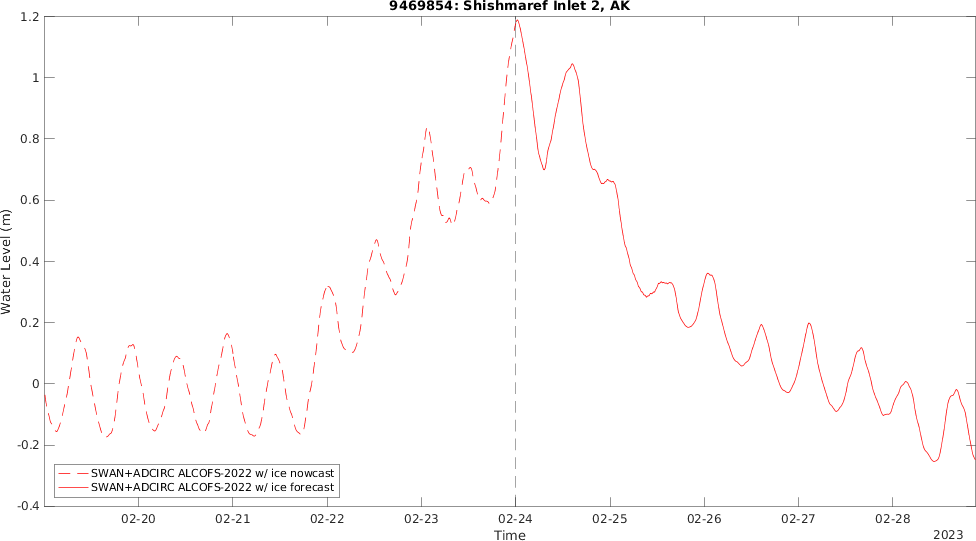 9469854: Shishmaref Inlet 2, AK
Water Level (m)
1.2
1
0.8
0.6
0.4
0.2
0
-0.2
-0.4
SWAN+ADCIRC ALCOFS-2022 w/ ice nowcast
SWAN+ADCIRC ALCOFS-2022 w/ ice forecast
02-20 02-21 02-22 02-23 02-24 02-25 02-26 02-27 02-28
Time
2023